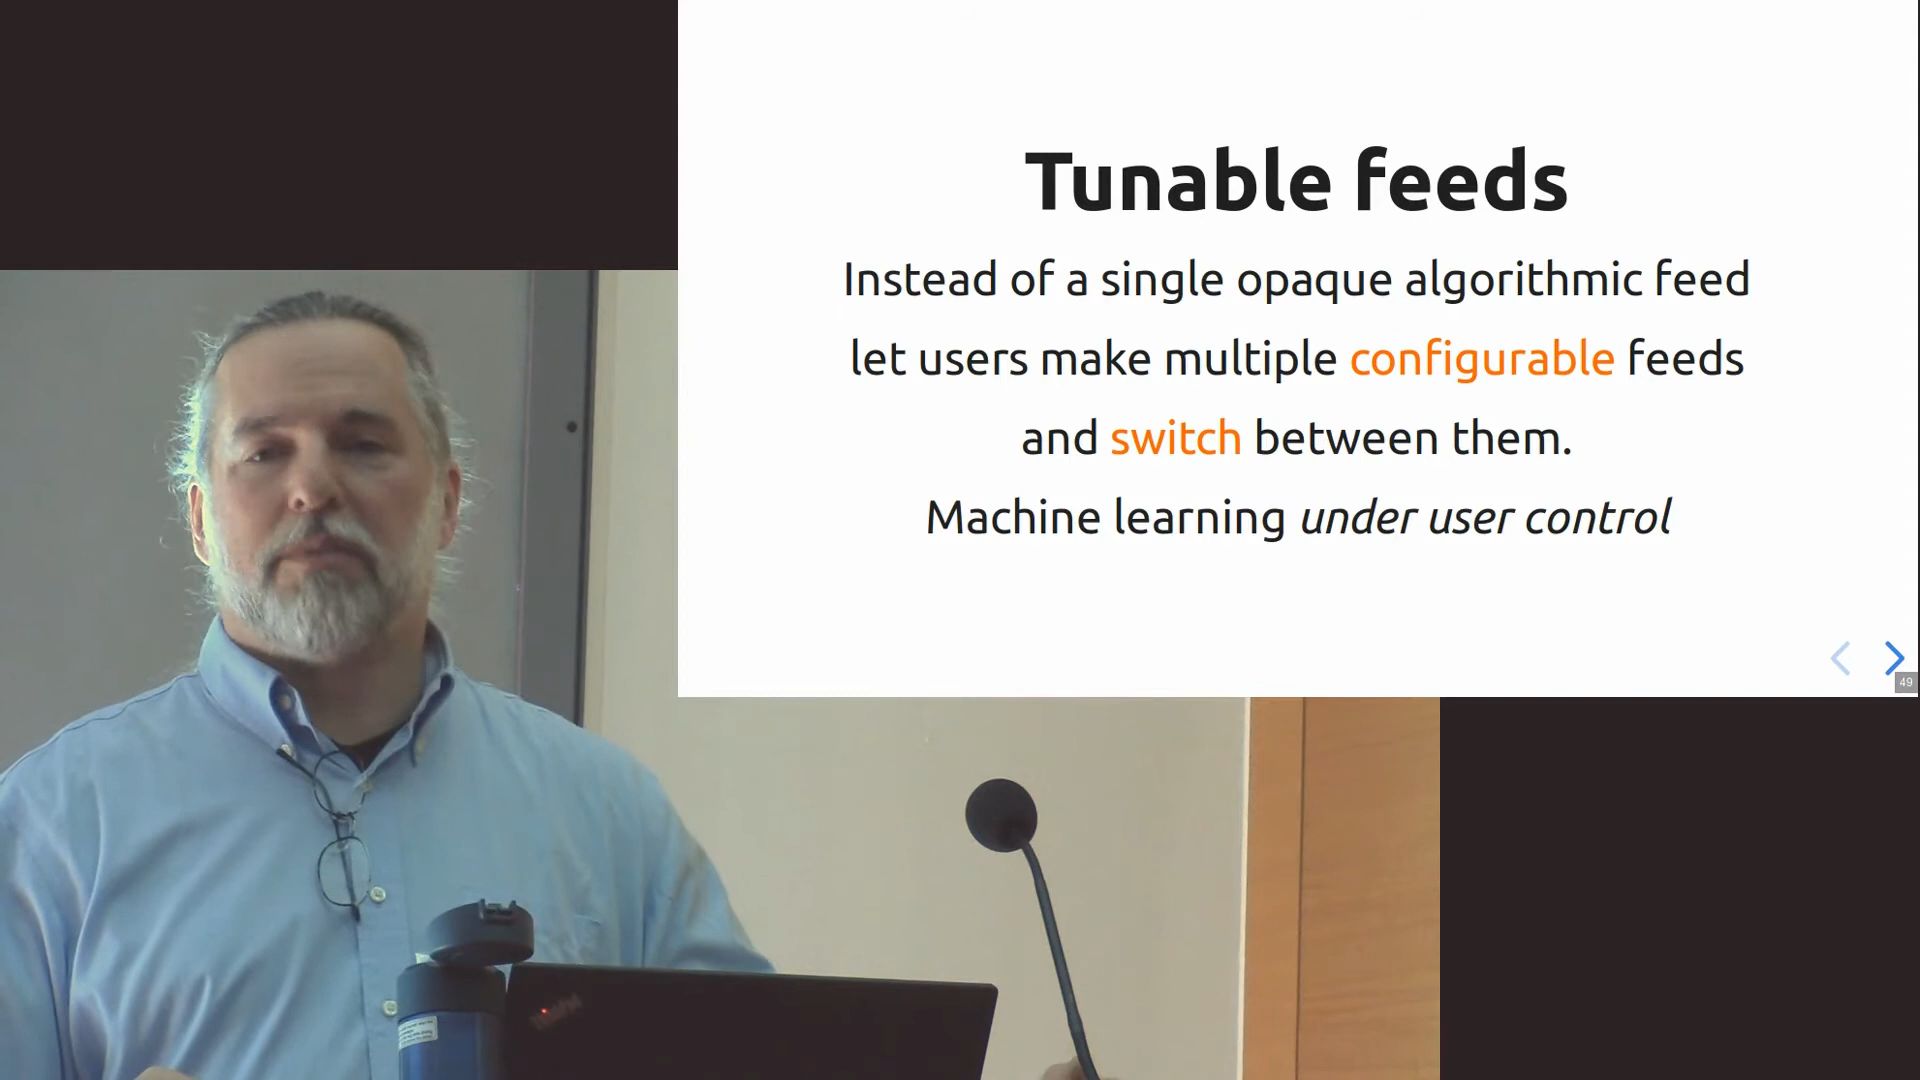 Tunable feeds
Instead of a single opaque algorithmic feed
let users make multiple configurable feeds
and switch between them.
Machine learning under user control
49
ThinkPad